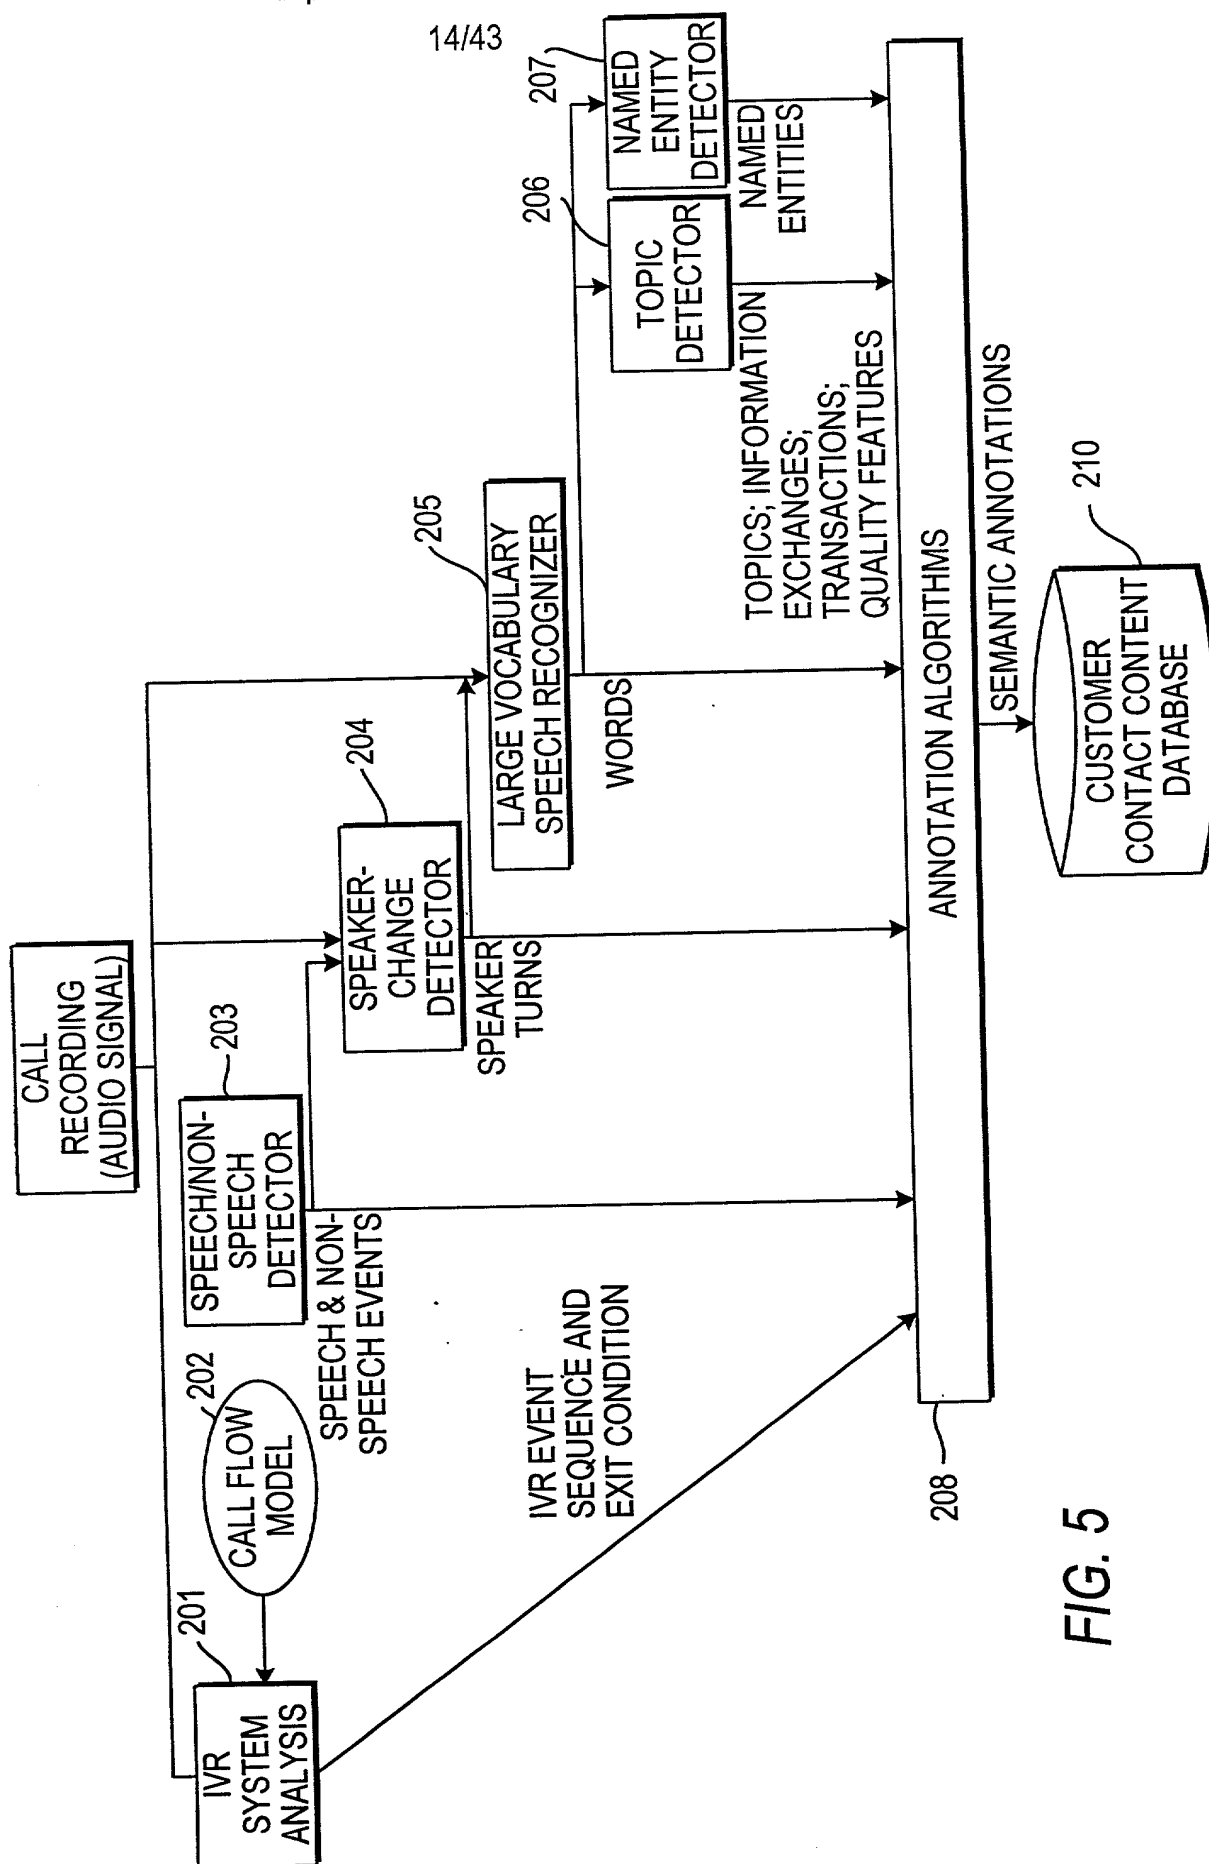 14/43
CALL
RECORDING
(AUDIO SIGNAL)
IVR
SYSTEM
ANALYSIS
201
CALL FLOW
MODEL
202
SPEECH/NON-
SPEECH
DETECTOR
203
SPEECH & NON-
SPEECH EVENTS
SPEAKER-
CHANGE
DETECTOR
204
SPEAKER
TURNS
LARGE VOCABULARY
SPEECH RECOGNIZER
205
WORDS
TOPIC
DETECTOR
206
NAMED
ENTITY
DETECTOR
207
TOPICS; INFORMATION
EXCHANGES;
TRANSACTIONS;
QUALITY FEATURES
NAMED
ENTITIES
IVR EVENT
SEQUENCE AND
EXIT CONDITION
ANNOTATION ALGORITHMS
208
SEMANTIC ANNOTATIONS
CUSTOMER
CONTACT CONTENT
DATABASE
210
FIG. 5